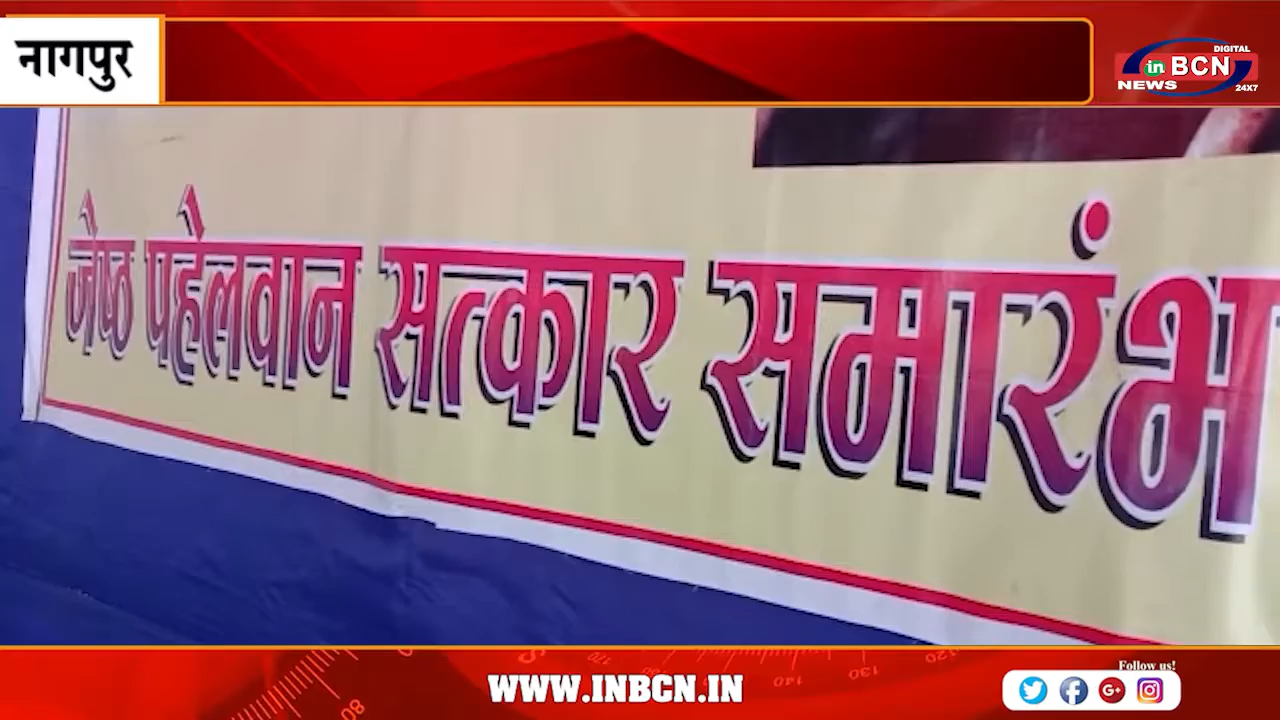 नागपुर
DIGITAL
in BCN
NEWS 24X7
जेष्ठ पहेलवान सत्कार समारंभ
WWW.INBCN.IN
Follow us!